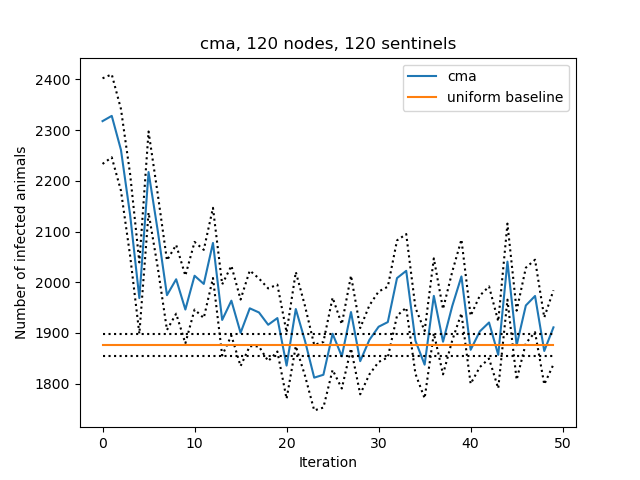 cma, 120 nodes, 120 sentinels
cma
uniform baseline
Number of infected animals
2400
2300
2200
2100
2000
1900
1800
0 10 20 30 40 50
Iteration